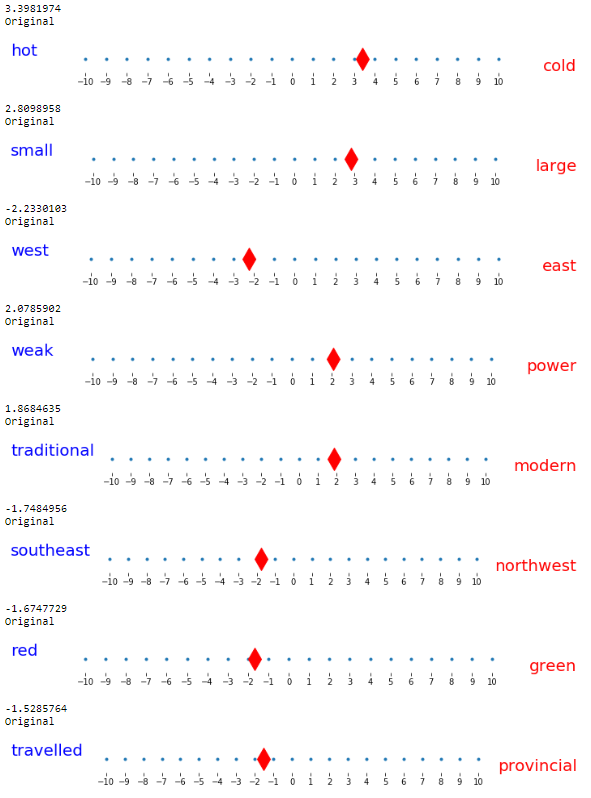 3.3981974
Original
hot
cold
−10 −9 −8 −7 −6 −5 −4 −3 −2 −1 0 1 2 3 4 5 6 7 8 9 10
2.8098958
Original
small
large
−10 −9 −8 −7 −6 −5 −4 −3 −2 −1 0 1 2 3 4 5 6 7 8 9 10
-2.2330103
Original
west
east
−10 −9 −8 −7 −6 −5 −4 −3 −2 −1 0 1 2 3 4 5 6 7 8 9 10
2.0785902
Original
weak
power
−10 −9 −8 −7 −6 −5 −4 −3 −2 −1 0 1 2 3 4 5 6 7 8 9 10
1.8684635
Original
traditional
modern
−10 −9 −8 −7 −6 −5 −4 −3 −2 −1 0 1 2 3 4 5 6 7 8 9 10
-1.7484956
Original
southeast
northwest
−10 −9 −8 −7 −6 −5 −4 −3 −2 −1 0 1 2 3 4 5 6 7 8 9 10
-1.6747729
Original
red
green
−10 −9 −8 −7 −6 −5 −4 −3 −2 −1 0 1 2 3 4 5 6 7 8 9 10
-1.5285764
Original
travelled
provincial
−10 −9 −8 −7 −6 −5 −4 −3 −2 −1 0 1 2 3 4 5 6 7 8 9 10